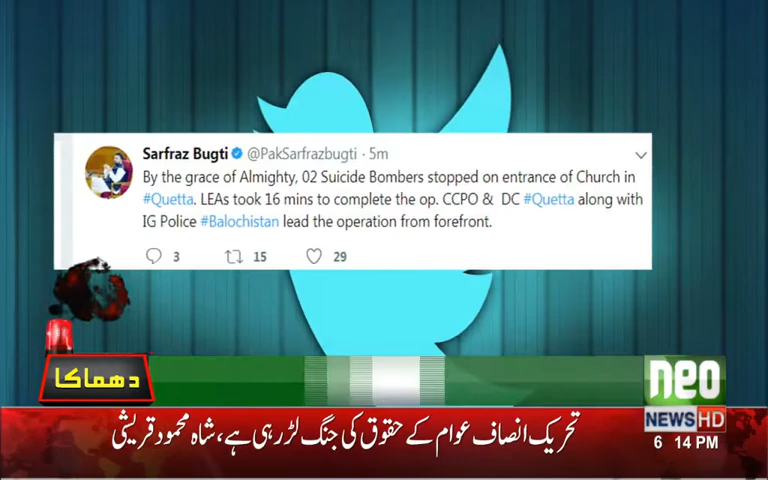 Sarfraz Bugti @PakSarfrazbugti · 5m
By the grace of Almighty, 02 Suicide Bombers stopped on entrance of Church in
#Quetta. LEAs took 16 mins to complete the op. CCPO & DC #Quetta along with
IG Police #Balochistan lead the operation from forefront.
3 15 29
دھماکا
neo
NEWS HD
تحریک انصاف عوام کے حقوق کی جنگ لڑ رہی ہے، شاہ محمود قریشی
6 14 PM